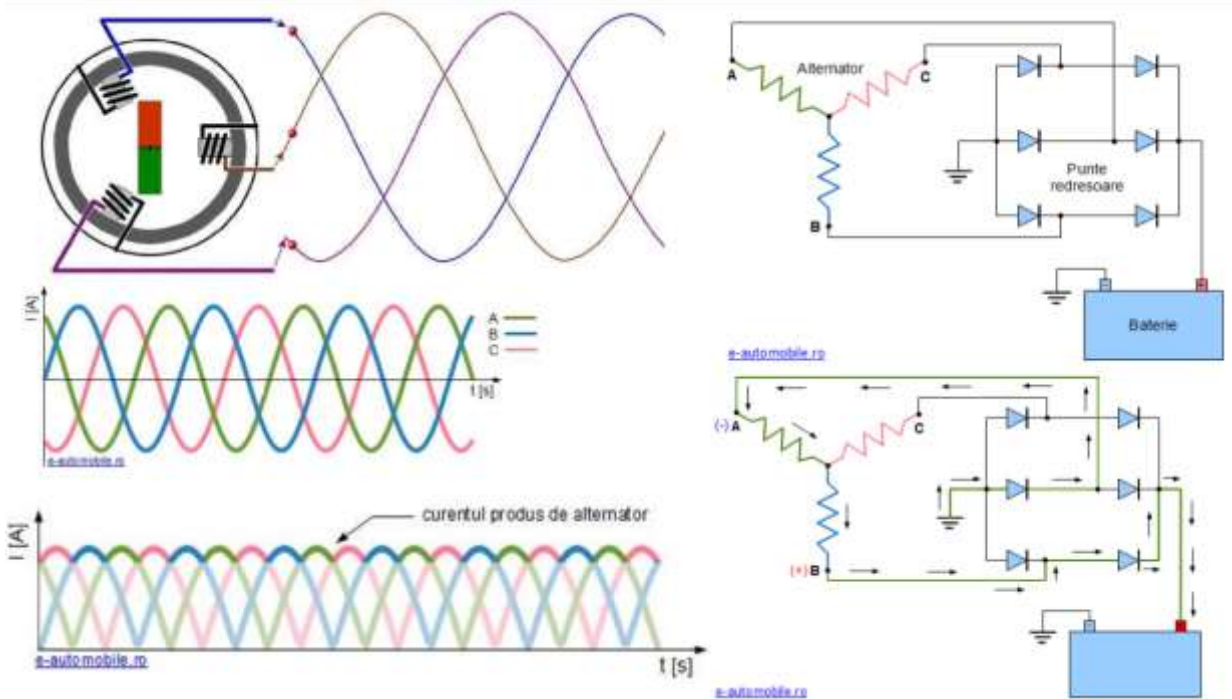 A
Alternator
C
B
Punte
redresoare
- +
Baterie
e-automobile.ro
I [A]
A
B
C
t [s]
e-automobile.ro
I [A]
curentul produs de alternator
t [s]
e-automobile.ro
(-) A
C
(+) B
e-automobile.ro